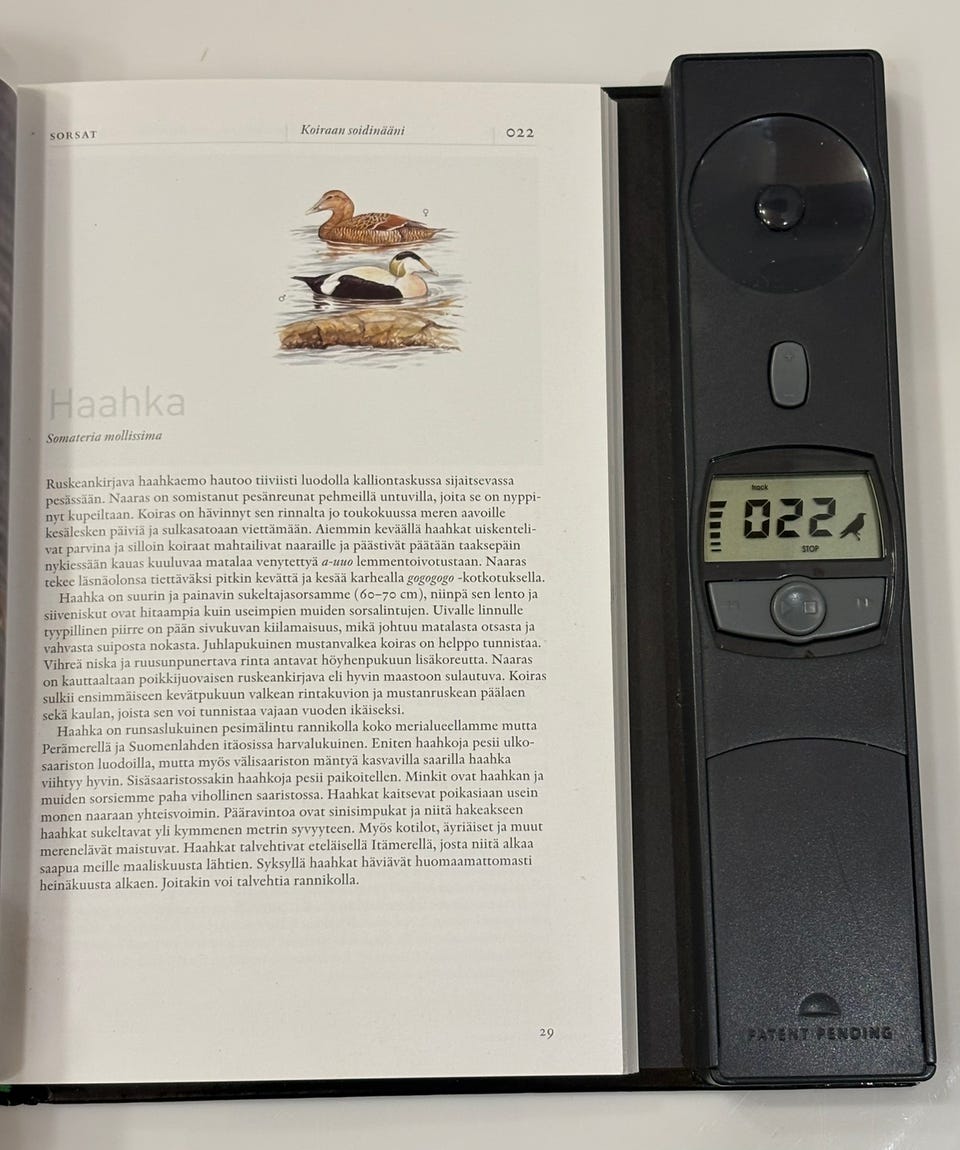 SORSAT
Koiraan soidinääni
022
♀
♂
Haahka
Somateria mollissima
Ruskeankirjava haahkaemo hautoo tiiviisti luodolla kalliontaskussa sijaitsevassa
pesässään. Naaras on somistanut pesänreunat pehmeillä untuvilla, joita se on nyppi-
nyt kupeiltaan. Koiras on hävinnyt sen rinnalta jo toukokuussa meren aavoille
kesälesken päiviä ja sulkasatoaan viettämään. Aiemmin keväällä haahkat uiskenteli-
vat parvina ja silloin koiraat mahtailivat naaraille ja päästivät päätään taaksepäin
nykiessään kauas kuuluvaa matalaa venytettyä a-uuo lemmentoivotustaan. Naaras
tekee läsnäolonsa tiettäväksi pitkin kevättä ja kesää karhealla gogogogo -kotkotuksella.
Haahka on suurin ja painavin sukeltajasorsamme (60–70 cm), niinpä sen lento ja
siiveniskut ovat hitaampia kuin useimpien muiden sorsalintujen. Uivalle linnulle
tyypillinen piirre on pään sivukuvan kiilamaisuus, mikä johtuu matalasta otsasta ja
vahvasta suiposta nokasta. Juhlapukuinen mustanvalkea koiras on helppo tunnistaa.
Vihreä niska ja ruusunpunertava rinta antavat höyhenpukuun lisäkoreutta. Naaras
on kauttaaltaan poikkijuovaisen ruskeankirjava eli hyvin maastoon sulautuva. Koiras
sulkii ensimmäiseen kevätpukuun valkean rintakuvion ja mustanruskean päälaen
sekä kaulan, joista sen voi tunnistaa vajaan vuoden ikäiseksi.
Haahka on runsaslukuinen pesimälintu rannikolla koko merialueellamme mutta
Perämerellä ja Suomenlahden itäosissa harvalukuinen. Eniten haahkoja pesii ulko-
saariston luodoilla, mutta myös välisaariston mäntyä kasvavilla saarilla haahka
viihtyy hyvin. Sisäsaaristossakin haahkoja pesii paikoitellen. Minkit ovat haahkan ja
muiden sorsiemme paha vihollinen saaristossa. Haahkat kaitsevat poikasiaan usein
monen naaraan yhteisvoimin. Pääravintoa ovat sinisimpukat ja niitä hakeakseen
haahkat sukeltavat yli kymmenen metrin syvyyteen. Myös kotilot, äyriäiset ja muut
merenelävät maistuvat. Haahkat talvehtivat eteläisellä Itämerellä, josta niitä alkaa
saapua meille maaliskuusta lähtien. Syksyllä haahkat häviävät huomaamattomasti
heinäkuusta alkaen. Joitakin voi talvehtia rannikolla.
29
track
022
STOP
PATENT PENDING